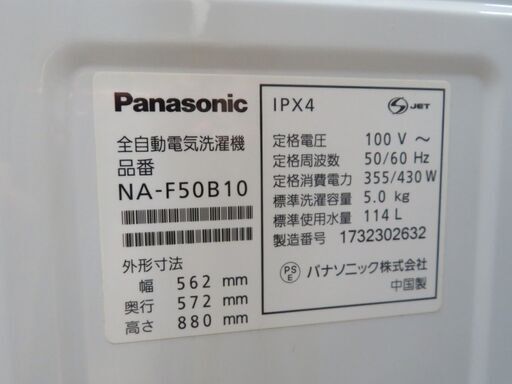 Panasonic
全自動電気洗濯機
品番
NA-F50B10
外形寸法
幅 562 mm
奥行 572 mm
高さ 880 mm
IPX4
S JET
定格電圧 100 V ～
定格周波数 50/60 Hz
定格消費電力 355/430 W
標準洗濯容量 5.0 kg
標準使用水量 114 L
製造番号 1732302632
PS E パナソニック株式会社
中国製